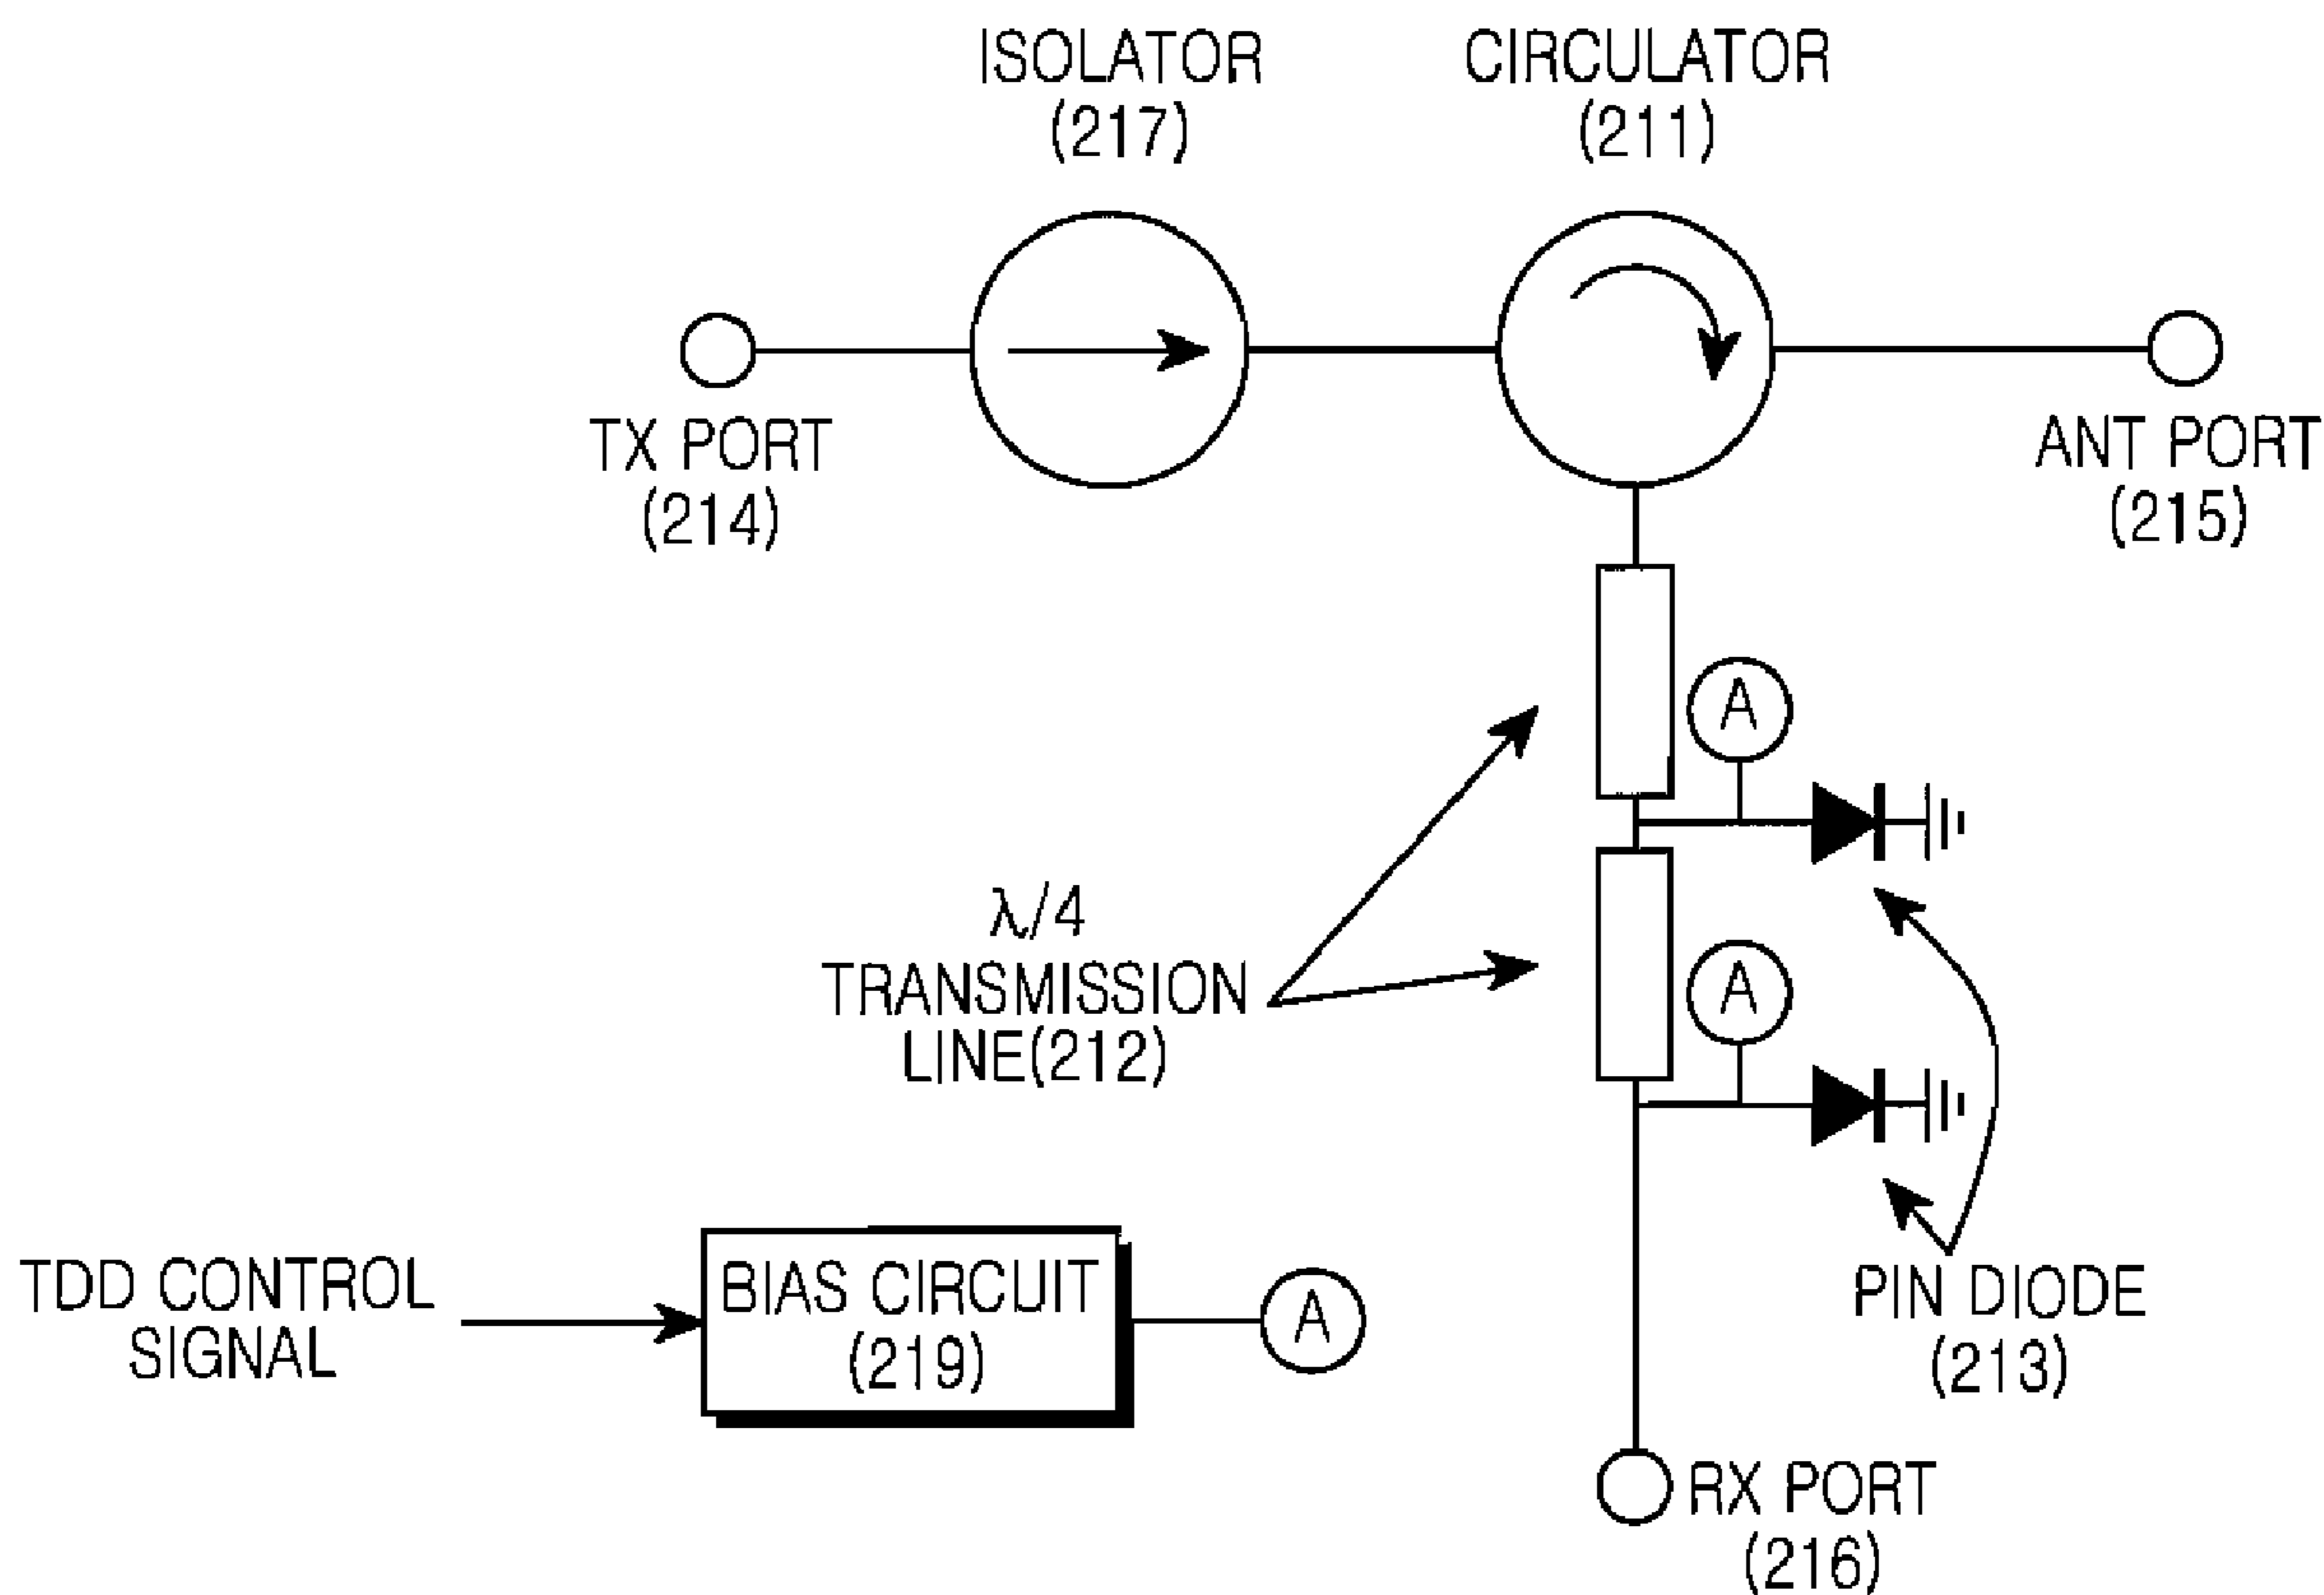 ISOLATOR
(217)
CIRCULATOR
(211)
TX PORT
(214)
ANT PORT
(215)
A
λ/4
TRANSMISSION
LINE(212)
A
TDD CONTROL
SIGNAL
BIAS CIRCUIT
(219)
A
PIN DIODE
(213)
RX PORT
(216)